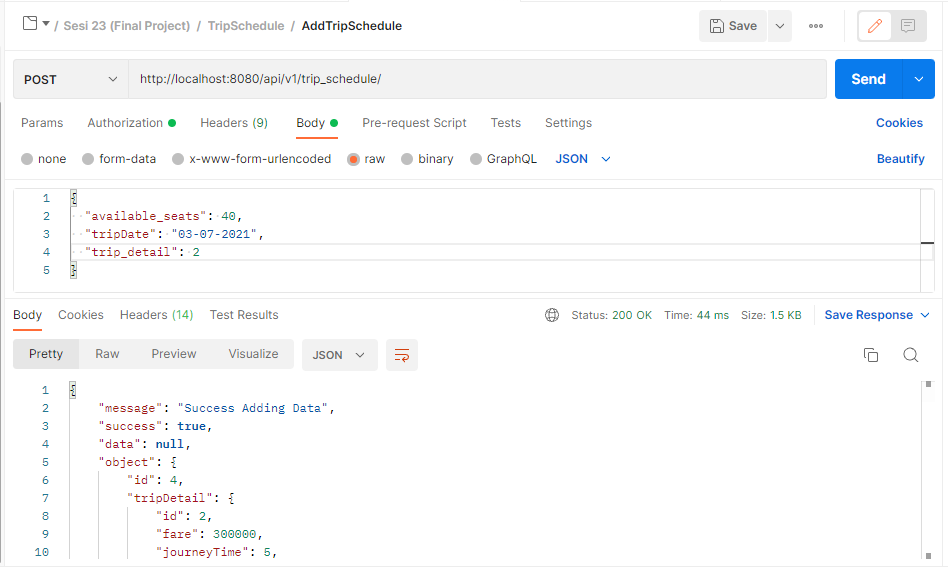 / Sesi 23 (Final Project) / TripSchedule / AddTripSchedule
Save
POST
http://localhost:8080/api/v1/trip_schedule/
Send
Params Authorization Headers (9) Body Pre-request Script Tests Settings Cookies
none form-data x-www-form-urlencoded raw binary GraphQL JSON Beautify
1 {
2 "available_seats": 40,
3 "tripDate": "03-07-2021",
4 "trip_detail": 2
5 }
Body Cookies Headers (14) Test Results Status: 200 OK Time: 44 ms Size: 1.5 KB Save Response
Pretty Raw Preview Visualize JSON
1 {
2 "message": "Success Adding Data",
3 "success": true,
4 "data": null,
5 "object": {
6 "id": 4,
7 "tripDetail": {
8 "id": 2,
9 "fare": 300000,
10 "journeyTime": 5,